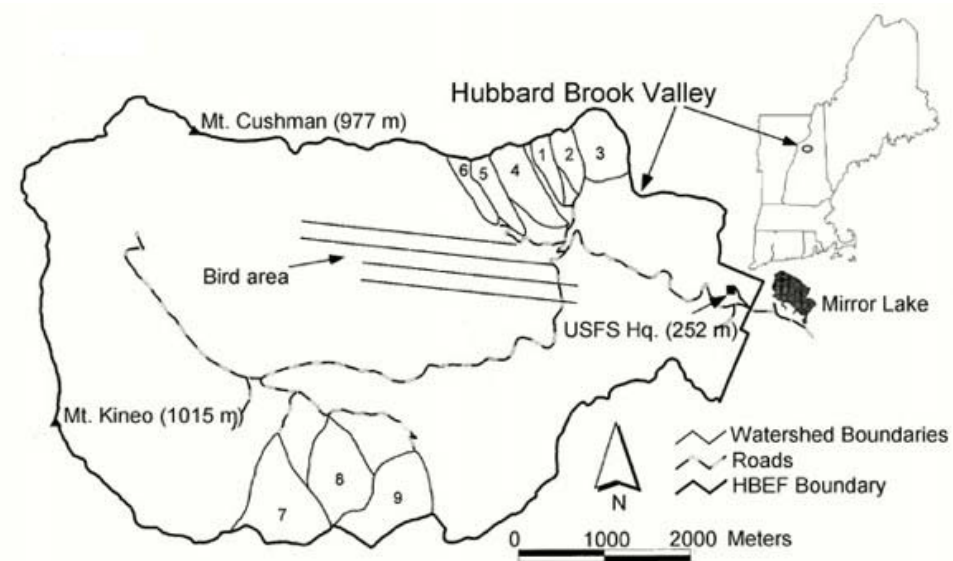 Hubbard Brook Valley
Mt. Cushman (977 m)
6
5
4
1
2
3
Bird area
Mirror Lake
USFS Hq. (252 m)
Mt. Kineo (1015 m)
7
8
9
N
Watershed Boundaries
Roads
HBEF Boundary
0 1000 2000 Meters